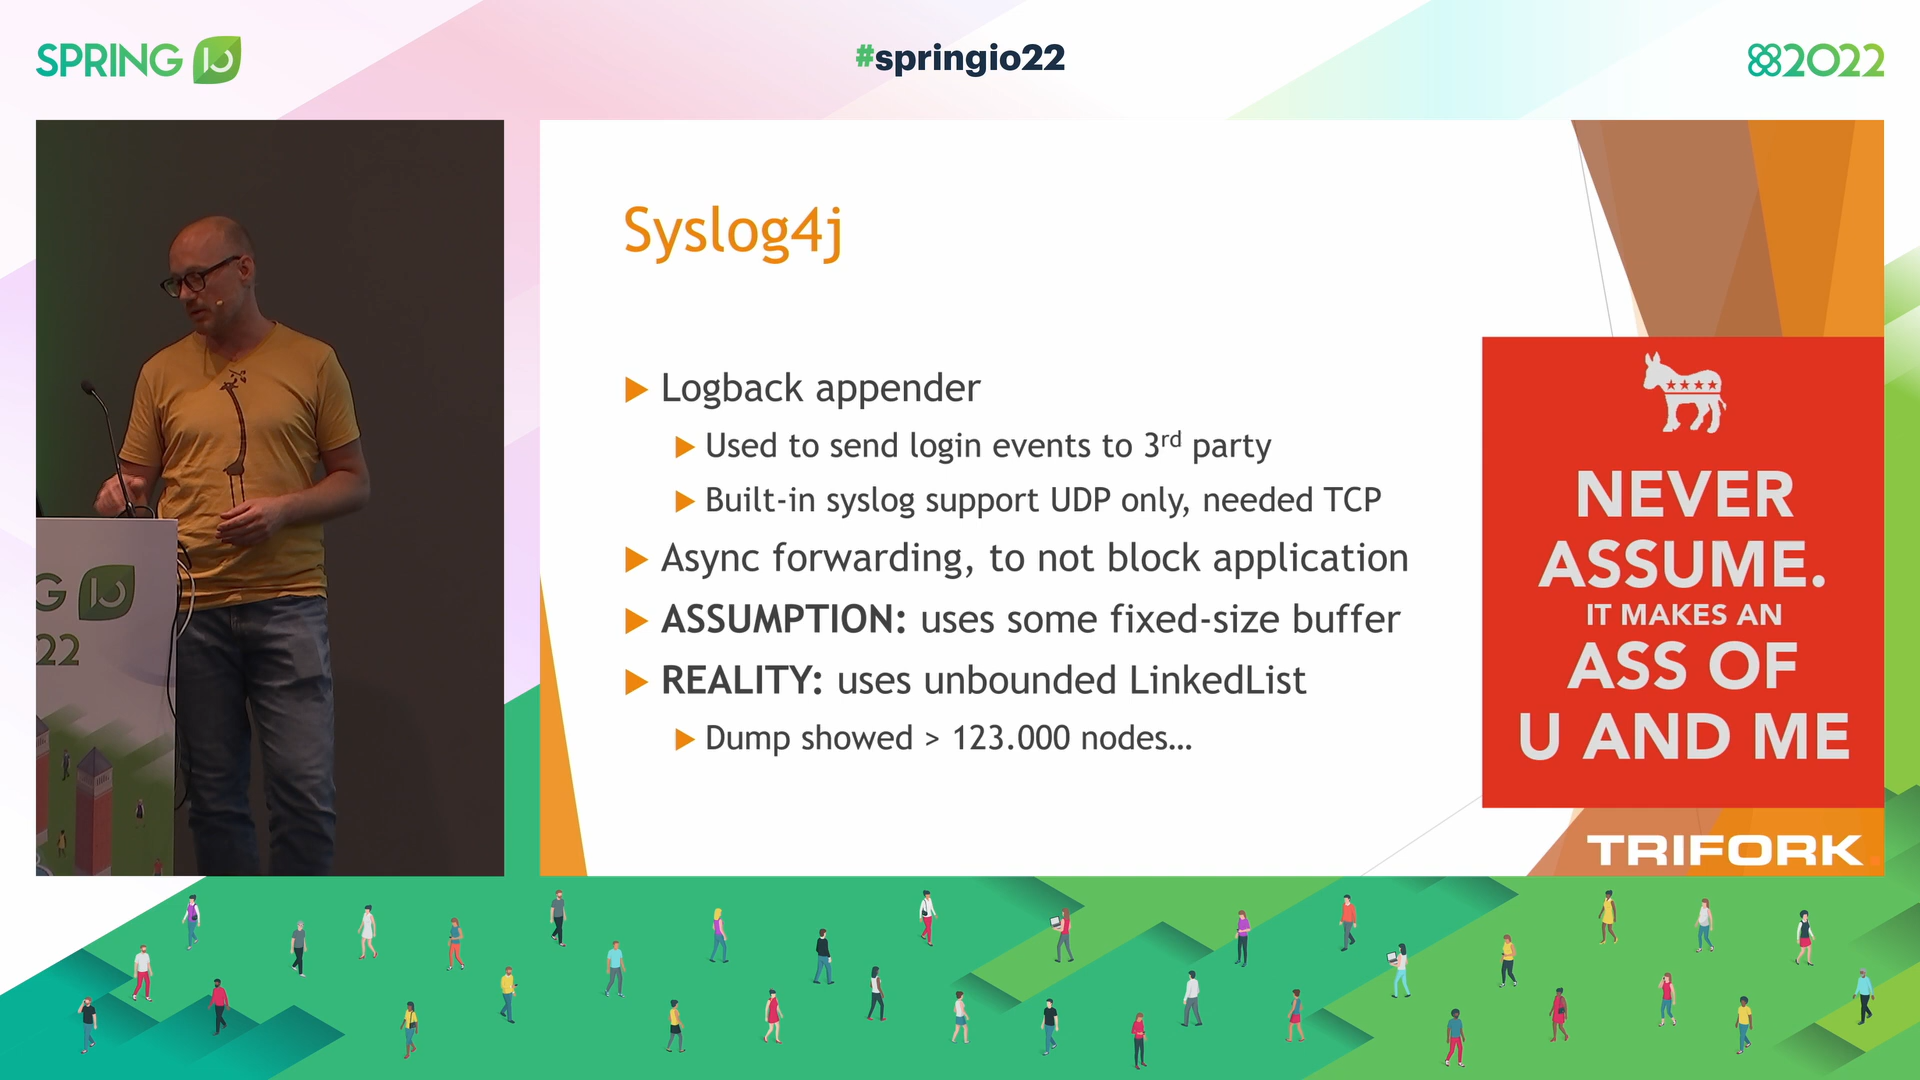 SPRING IO
#springio22
2022
Syslog4j
Logback appender
Used to send login events to 3rd party
Built-in syslog support UDP only, needed TCP
Async forwarding, to not block application
ASSUMPTION: uses some fixed-size buffer
REALITY: uses unbounded LinkedList
Dump showed > 123.000 nodes…
NEVER
ASSUME.
IT MAKES AN
ASS OF
U AND ME
TRIFORK
G IO
22